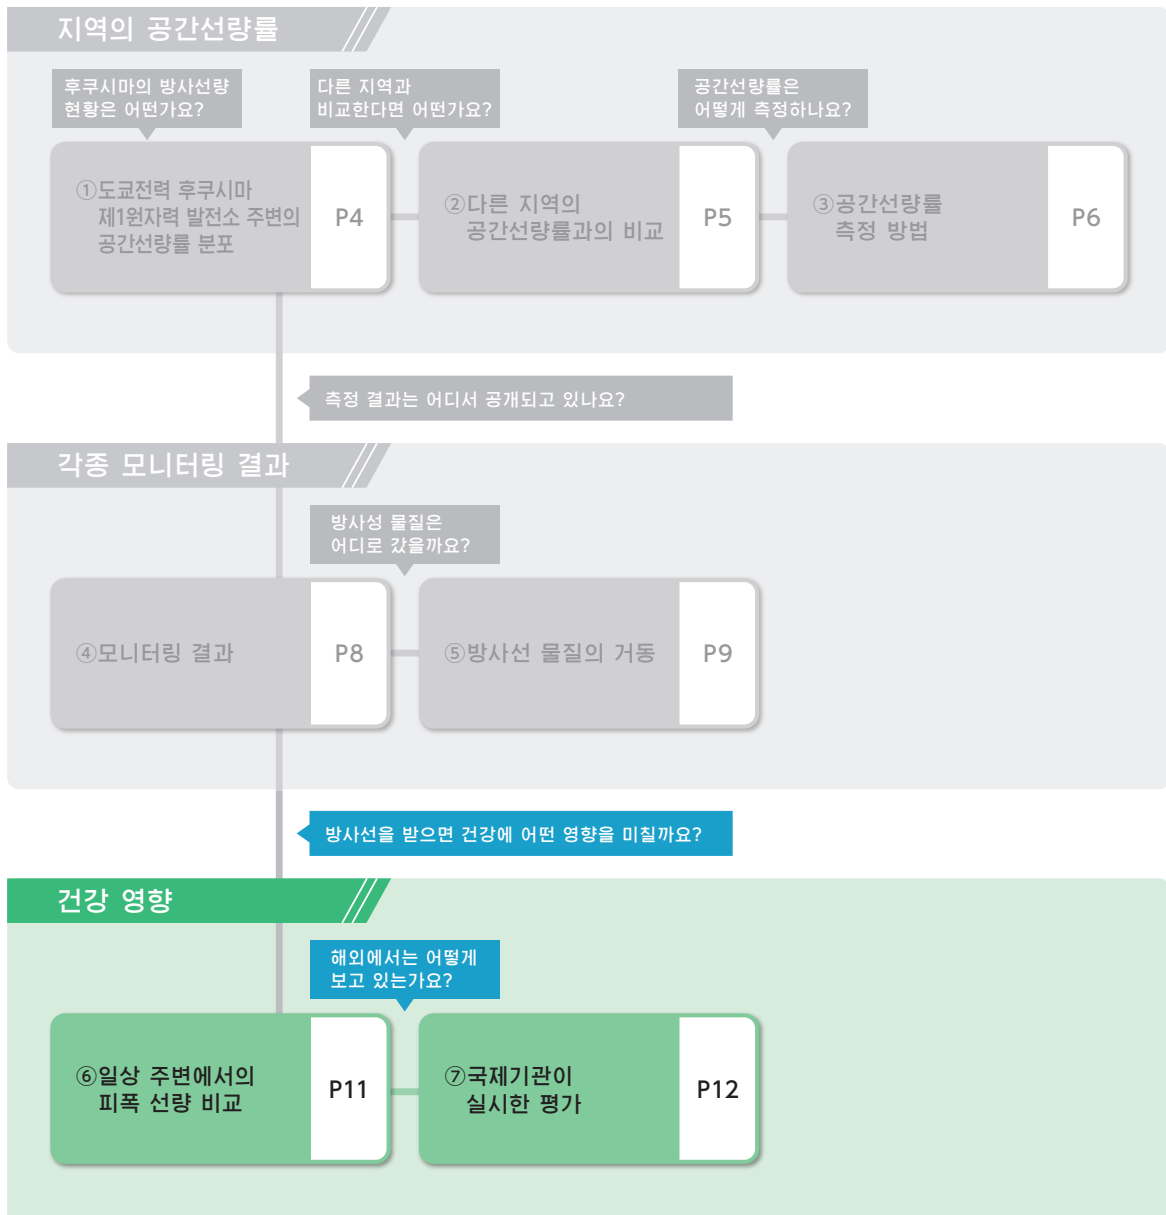 지역의 공간선량률
후쿠시마의 방사선량
현황은 어떤가요?
다른 지역과
비교한다면 어떤가요?
공간선량률은
어떻게 측정하나요?
①도쿄전력 후쿠시마
제1원자력 발전소 주변의
공간선량률 분포
P4
②다른 지역의
공간선량률과의 비교
P5
③공간선량률
측정 방법
P6
측정 결과는 어디서 공개되고 있나요?
각종 모니터링 결과
방사성 물질은
어디로 갔을까요?
④모니터링 결과
P8
⑤방사선 물질의 거동
P9
방사선을 받으면 건강에 어떤 영향을 미칠까요?
건강 영향
해외에서는 어떻게
보고 있는가요?
⑥일상 주변에서의
피폭 선량 비교
P11
⑦국제기관이
실시한 평가
P12